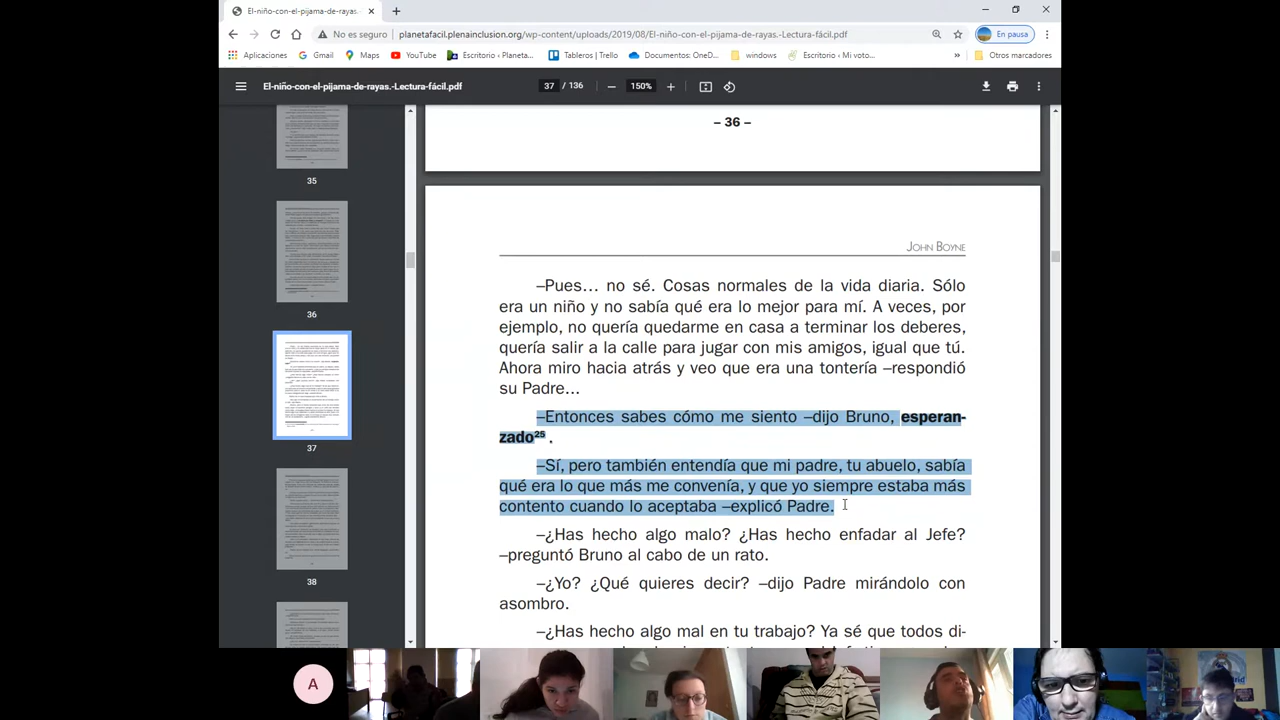 El-niño-con-el-pijama-de-rayas.
No es seguro planetafacil.plenainclusion.org/wp-content/uploads/2019/08/El-niño-con-el-pijama-de-rayas.-Lectura-fácil.pdf En pausa
Aplicaciones Gmail Maps YouTube Escritorio < Planeta... Tableros | Trello Documentos: OneD... windows Escritorio ‹ Mi voto... » Otros marcadores
El-niño-con-el-pijama-de-rayas.-Lectura-fácil.pdf 37 / 136 150%
– 36 –
35
JOHN BOYNE
–Pues… no sé. Cosas normales de la vida diaria. Sólo
era un niño y no sabía qué era lo mejor para mí. A veces, por
ejemplo, no quería quedarme en casa a terminar los deberes,
quería estar en la calle con jugando mis amigos, igual que tú.
Ahora miro hacia atrás y veo que era una tontería –respondió
su Padre.
–Entonces sabes como me siento –dijo Bruno, esperan-
zado²⁵ .
–Sí, pero también entendí que mi padre, tu abuelo, sabía
qué era lo que más me convenía a mí y yo siempre estaba más
contento cuando lo aceptaba –explicó Padre.
–¿Has hecho algo malo? ¿Has hecho enfadar al Jefe?
–preguntó Bruno al cabo de un rato.
–¿Yo? ¿Qué quieres decir? –dijo Padre mirándolo con
asombro.
–¿Has hecho algo mal en el trabajo? Ya sé que todos di-
36
37
38
A